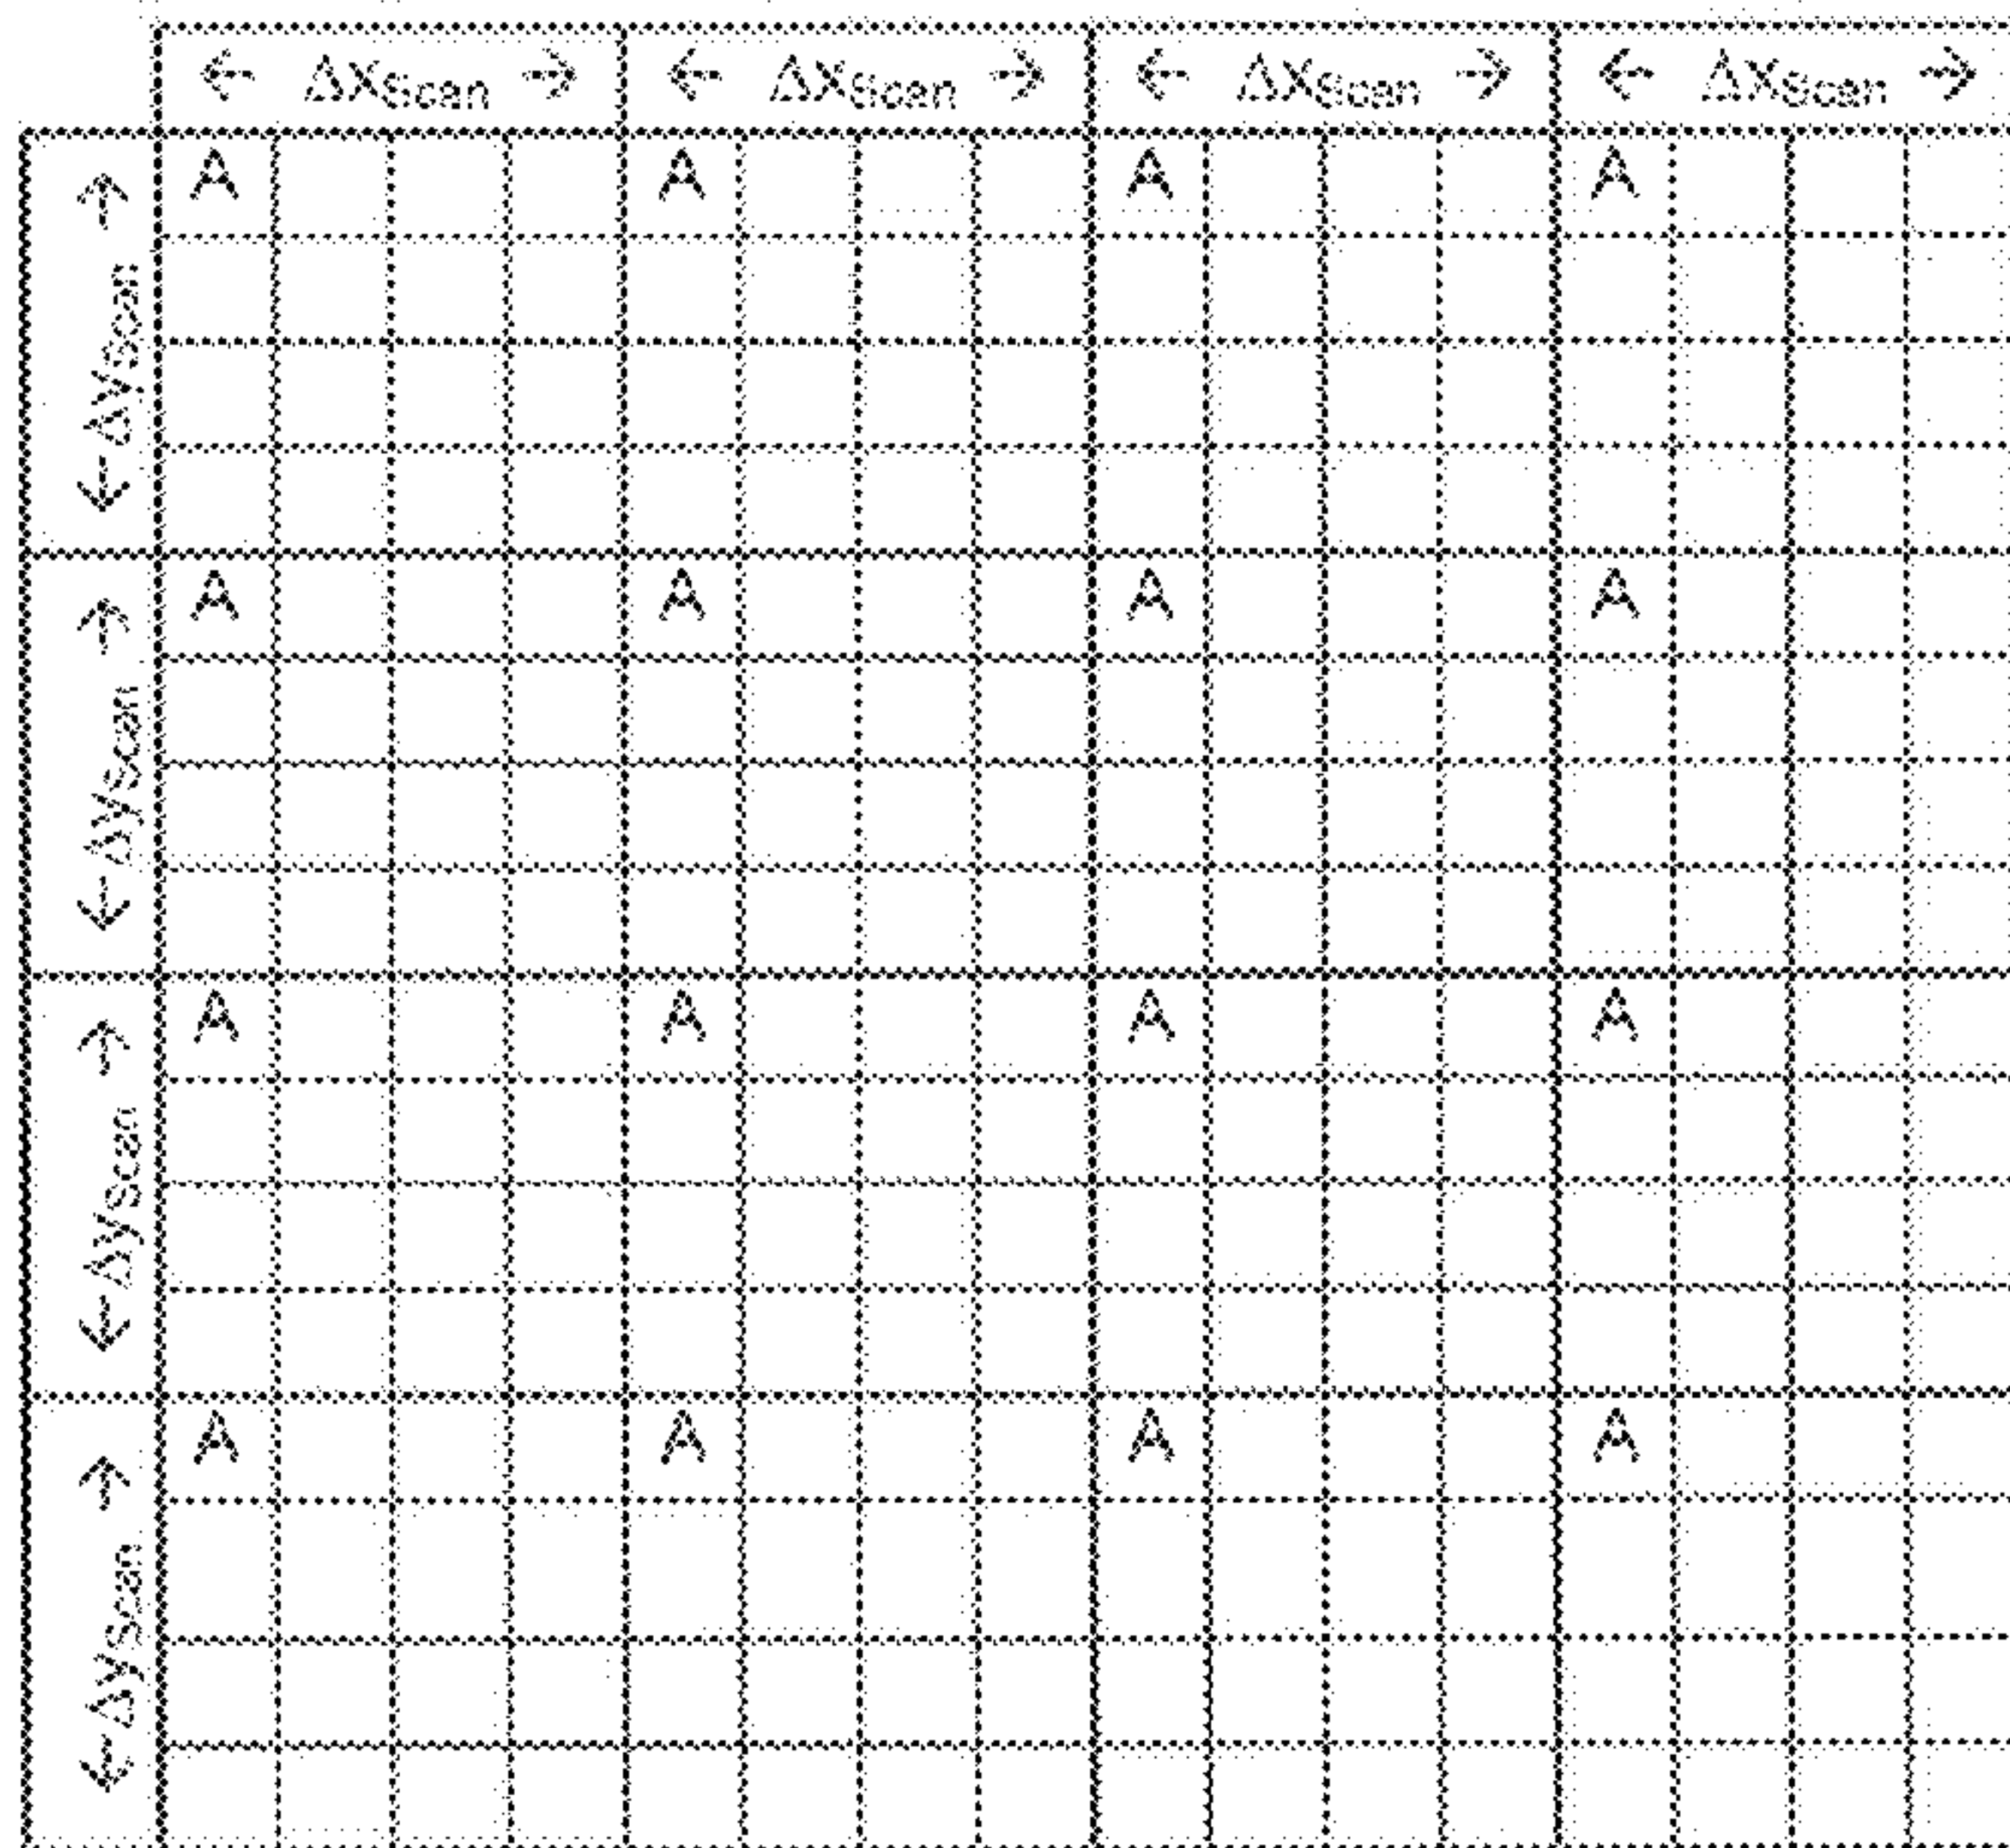 ← ΔXScan → ← ΔXScan → ← ΔXScan → ← ΔXScan →
A A A A
← ΔYScan →
A A A A
← ΔYScan →
A A A A
← ΔYScan →
A A A A
← ΔYScan →